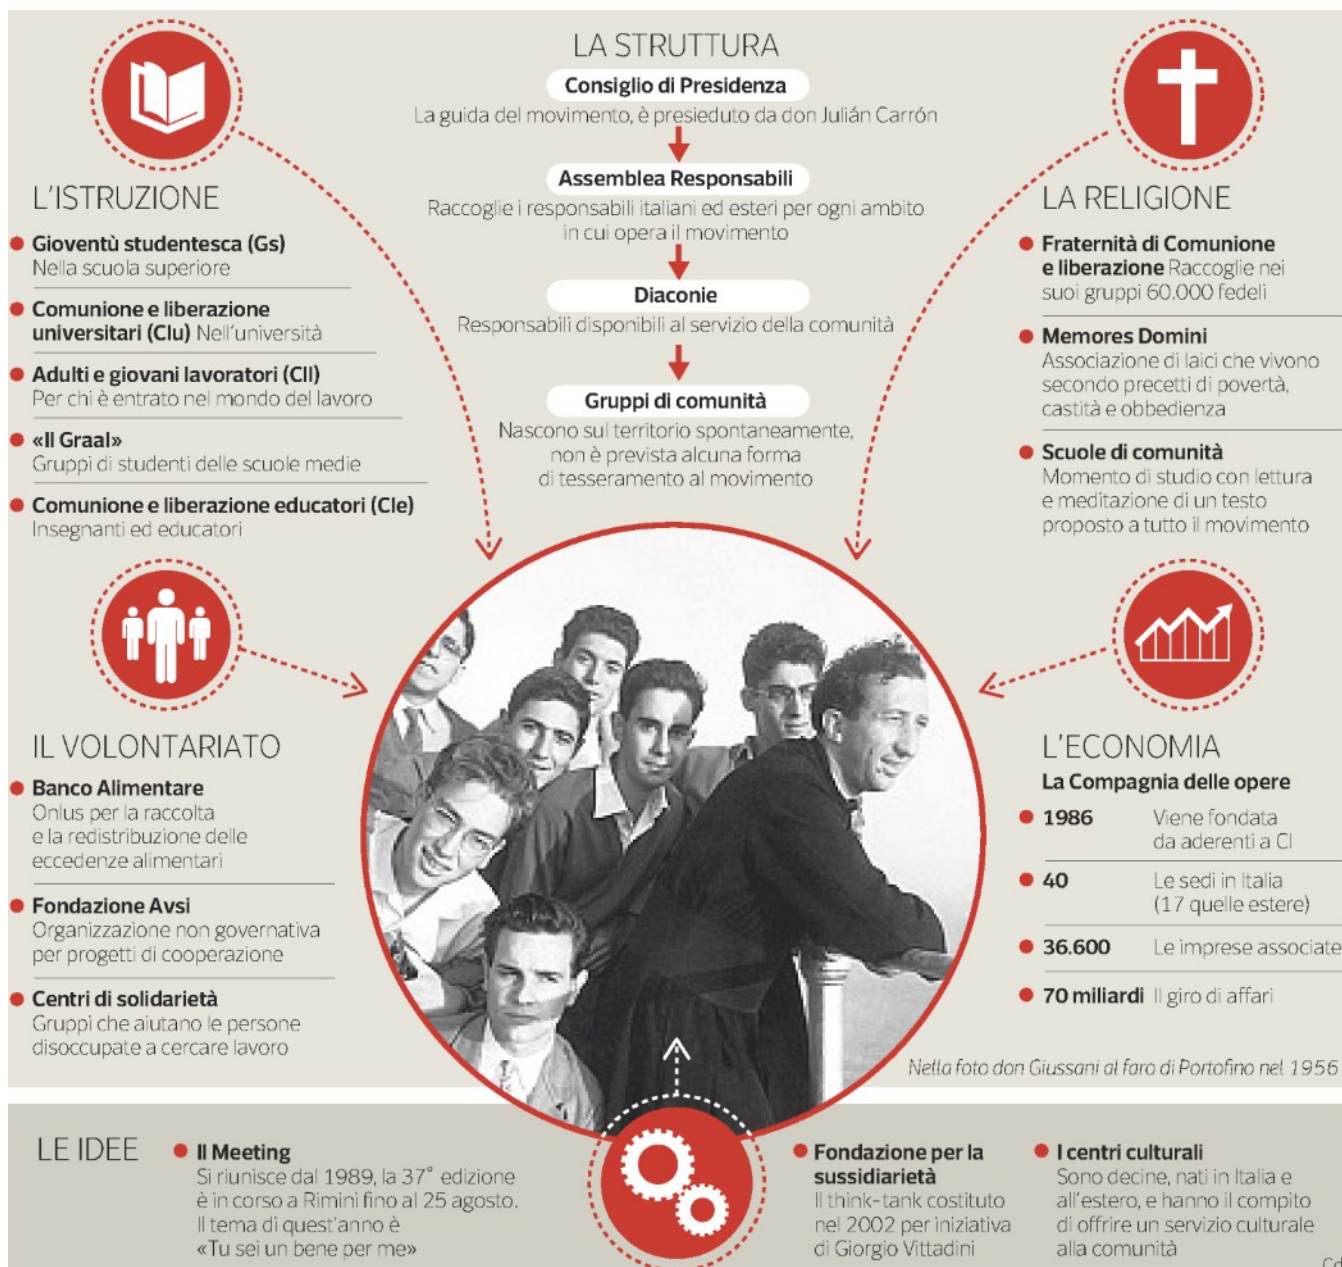 LA STRUTTURA
Consiglio di Presidenza
La guida del movimento, è presieduto da don Julián Carrón
Assemblea Responsabili
Raccoglie i responsabili italiani ed esteri per ogni ambito
in cui opera il movimento
Diaconie
Responsabili disponibili al servizio della comunità
Gruppi di comunità
Nascono sul territorio spontaneamente,
non è prevista alcuna forma
di tesseramento al movimento
L'ISTRUZIONE
Gioventù studentesca (Gs)
Nella scuola superiore
Comunione e liberazione
universitari (Clu) Nell'università
Adulti e giovani lavoratori (Cll)
Per chi è entrato nel mondo del lavoro
«Il Graal»
Gruppi di studenti delle scuole medie
Comunione e liberazione educatori (Cle)
Insegnanti ed educatori
LA RELIGIONE
Fraternità di Comunione
e liberazione Raccoglie nei
suoi gruppi 60.000 fedeli
Memores Domini
Associazione di laici che vivono
secondo precetti di povertà,
castità e obbedienza
Scuole di comunità
Momento di studio con lettura
e meditazione di un testo
proposto a tutto il movimento
IL VOLONTARIATO
Banco Alimentare
Onlus per la raccolta
e la redistribuzione delle
eccedenze alimentari
Fondazione Avsi
Organizzazione non governativa
per progetti di cooperazione
Centri di solidarietà
Gruppi che aiutano le persone
disoccupate a cercare lavoro
L'ECONOMIA
La Compagnia delle opere
1986 Viene fondata
da aderenti a Cl
40 Le sedi in Italia
(17 quelle estere)
36.600 Le imprese associate
70 miliardi Il giro di affari
Nella foto don Giussani al faro di Portofino nel 1956
LE IDEE
Il Meeting
Si riunisce dal 1989, la 37° edizione
è in corso a Rimini fino al 25 agosto.
Il tema di quest'anno è
«Tu sei un bene per me»
Fondazione per la
sussidiarietà
Il think-tank costituto
nel 2002 per iniziativa
di Giorgio Vittadini
I centri culturali
Sono decine, nati in Italia e
all'estero, e hanno il compito
di offrire un servizio culturale
alla comunità